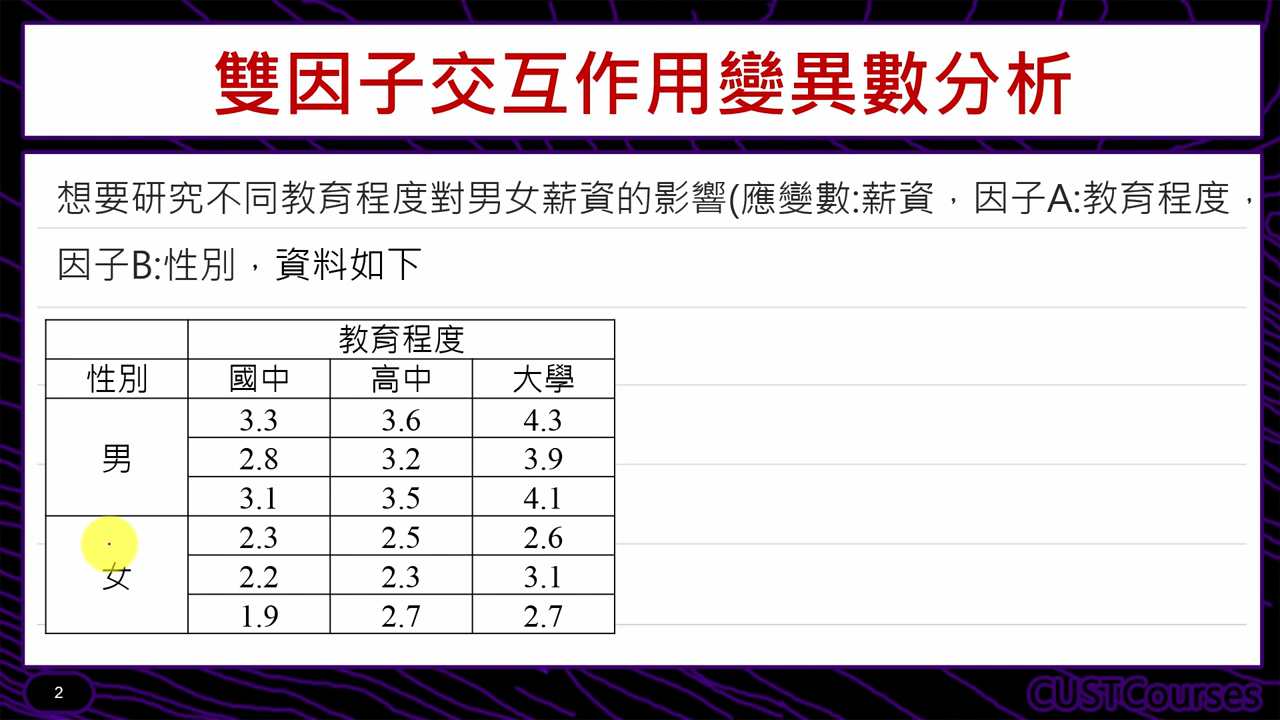 雙因子交互作用變異數分析
想要研究不同教育程度對男女薪資的影響(應變數:薪資，因子A:教育程度，
因子B:性別，資料如下
教育程度
性別 國中 高中 大學
男
3.3 3.6 4.3
2.8 3.2 3.9
3.1 3.5 4.1
女
2.3 2.5 2.6
2.2 2.3 3.1
1.9 2.7 2.7
2
CUSTCourses